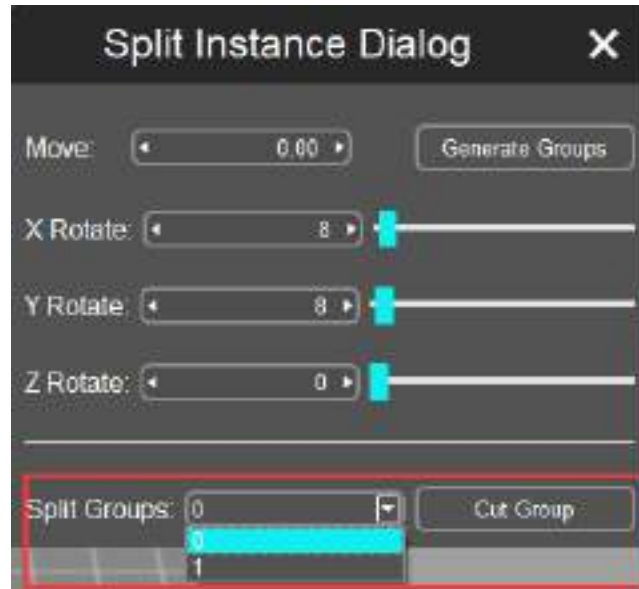 Split Instance Dialog
Move: 0.00 Generate Groups
X Rotate: 8
Y Rotate: 8
Z Rotate: 0
Split Groups: 0 Cut Group
0
1